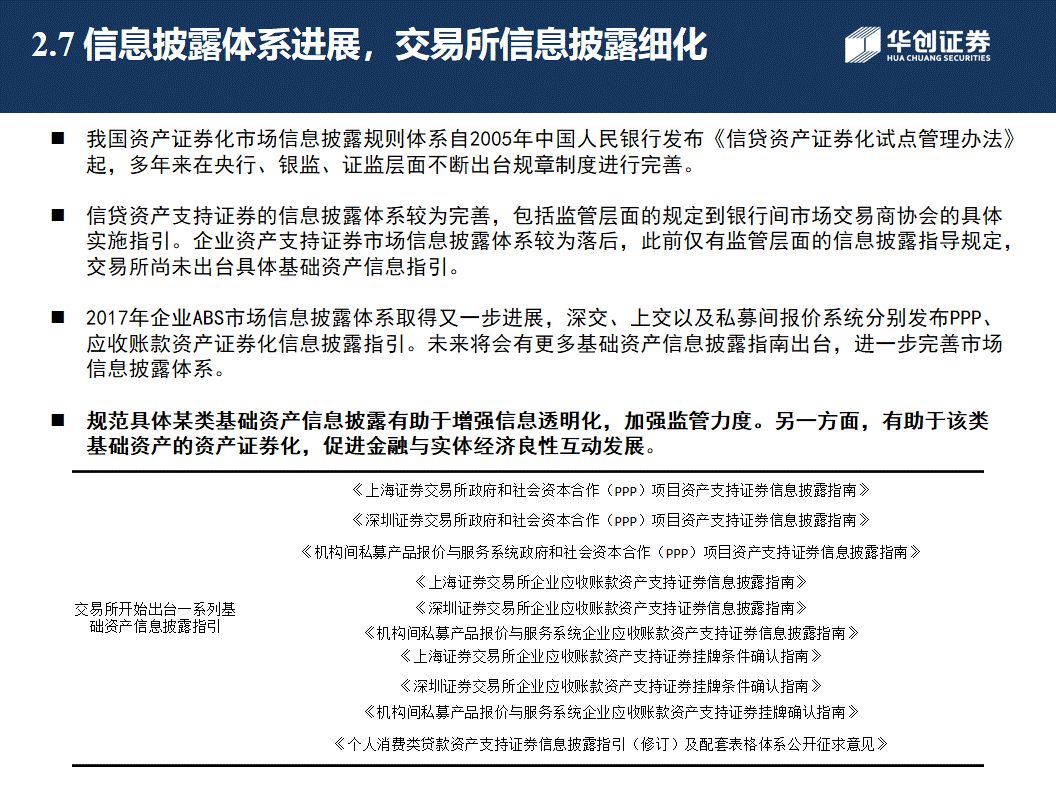 2.7 信息披露体系进展，交易所信息披露细化
华创证券
HUA CHUANG SECURITIES
■ 我国资产证券化市场信息披露规则体系自2005年中国人民银行发布《信贷资产证券化试点管理办法》
起，多年来在央行、银监、证监层面不断出台规章制度进行完善。
■ 信贷资产支持证券的信息披露体系较为完善，包括监管层面的规定到银行间市场交易商协会的具体
实施指引。企业资产支持证券市场信息披露体系较为落后，此前仅有监管层面的信息披露指导规定，
交易所尚未出台具体基础资产信息指引。
■ 2017年企业ABS市场信息披露体系取得又一步进展，深交、上交以及私募间报价系统分别发布PPP、
应收账款资产证券化信息披露指引。未来将会有更多基础资产信息披露指南出台，进一步完善市场
信息披露体系。
■ 规范具体某类基础资产信息披露有助于增强信息透明化，加强监管力度。另一方面，有助于该类
基础资产的资产证券化，促进金融与实体经济良性互动发展。
交易所开始出台一系列基
础资产信息披露指引
《上海证券交易所政府和社会资本合作（PPP）项目资产支持证券信息披露指南》
《深圳证券交易所政府和社会资本合作（PPP）项目资产支持证券信息披露指南》
《机构间私募产品报价与服务系统政府和社会资本合作（PPP）项目资产支持证券信息披露指南》
《上海证券交易所企业应收账款资产支持证券信息披露指南》
《深圳证券交易所企业应收账款资产支持证券信息披露指南》
《机构间私募产品报价与服务系统企业应收账款资产支持证券信息披露指南》
《上海证券交易所企业应收账款资产支持证券挂牌条件确认指南》
《深圳证券交易所企业应收账款资产支持证券挂牌条件确认指南》
《机构间私募产品报价与服务系统企业应收账款资产支持证券挂牌确认指南》
《个人消费类贷款资产支持证券信息披露指引（修订）及配套表格体系公开征求意见》